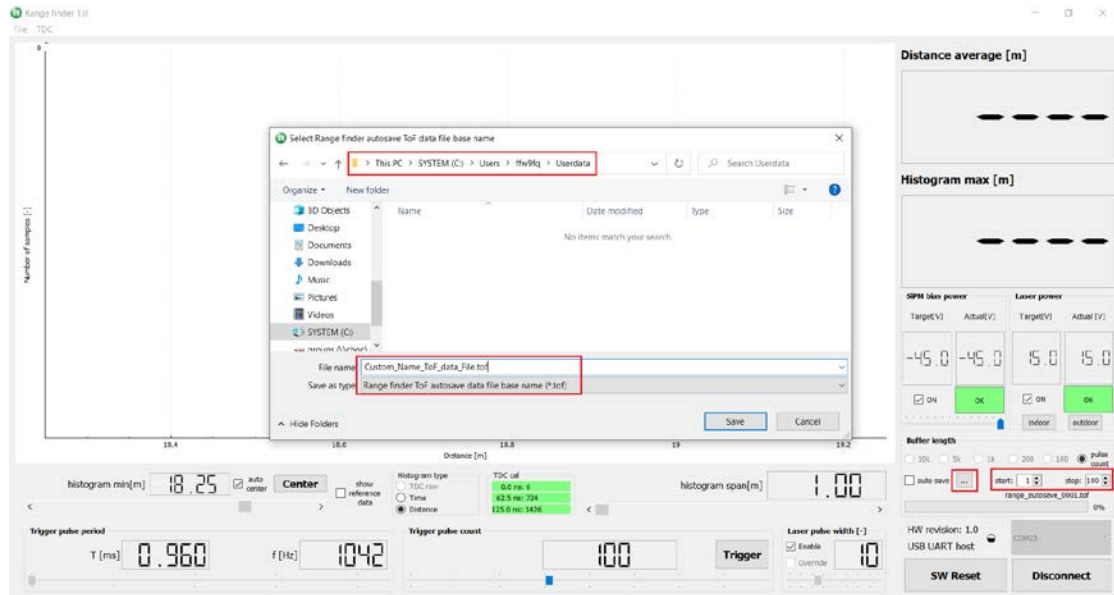 Range finder 1.0
File TDC
0
Number of samples [-]
18.4 18.6 18.8 19 19.2
Distance [m]
Select Range finder autosave ToF data file base name
This PC > SYSTEM (C:) > Users > ffw9fq > Userdata
Search Userdata
Organize New folder
Name Date modified Type Size
No items match your search.
3D Objects
Desktop
Documents
Downloads
Music
Pictures
Videos
SYSTEM (C:)
File name: Custom_Name_ToF_data_File.tof
Save as type: Range finder ToF autosave data file base name (*.tof)
Hide Folders
Save Cancel
Distance average [m]
----
Histogram max [m]
----
SiPM bias power Laser power
Target[V] Actual[V] Target[V] Actual [V]
-45.0 -45.0 15.0 15.0
ON OK ON OK
indoor outdoor
Buffer length
10k 5k 1k 200 100 pulse count
auto save ... start: 1 stop: 100
range_autosave_0001.tof
0%
histogram min[m] 18.25 auto center Center show reference data
Histogram type
TDC raw
Time
Distance
TDC cal
0.0 ns: 6
62.5 ns: 724
125.0 ns: 1426
histogram span[m] 1.00
Trigger pulse period
T [ms] 0.960 f [Hz] 1042
Trigger pulse count
100 Trigger
Laser pulse width [-]
Enable
Override
10
HW revision: 1.0
USB UART host
COM15
SW Reset Disconnect